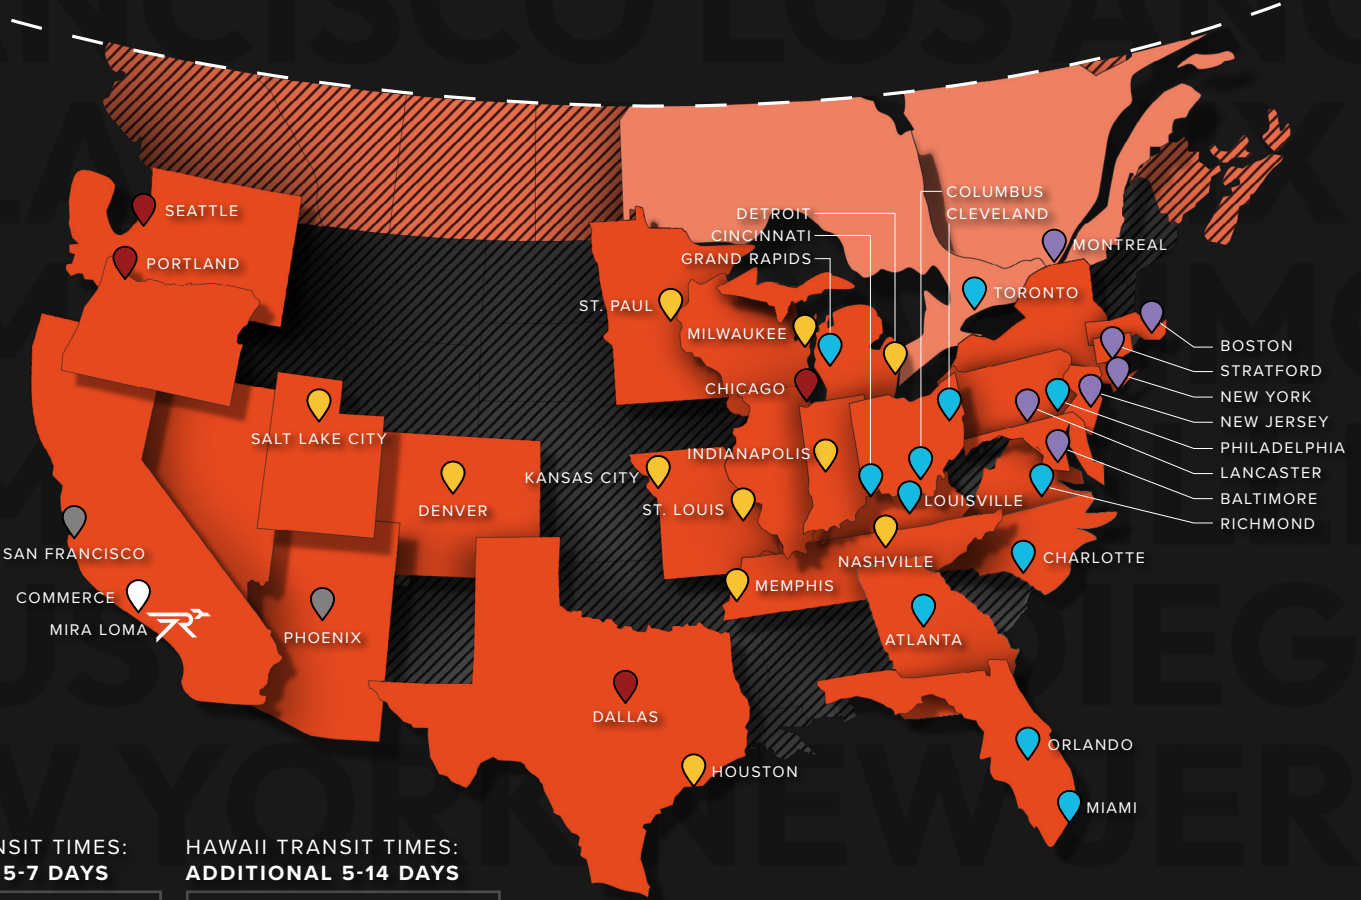 COLUMBUS
CLEVELAND
DETROIT
CINCINNATI
GRAND RAPIDS
SEATTLE
PORTLAND
MONTREAL
TORONTO
ST. PAUL
MILWAUKEE
CHICAGO
BOSTON
STRATFORD
NEW YORK
NEW JERSEY
PHILADELPHIA
LANCASTER
BALTIMORE
RICHMOND
SALT LAKE CITY
DENVER
KANSAS CITY
INDIANAPOLIS
ST. LOUIS
LOUISVILLE
NASHVILLE
CHARLOTTE
MEMPHIS
ATLANTA
SAN FRANCISCO
COMMERCE
MIRA LOMA
PHOENIX
DALLAS
HOUSTON
ORLANDO
MIAMI
NSIT TIMES:
5-7 DAYS
HAWAII TRANSIT TIMES:
ADDITIONAL 5-14 DAYS